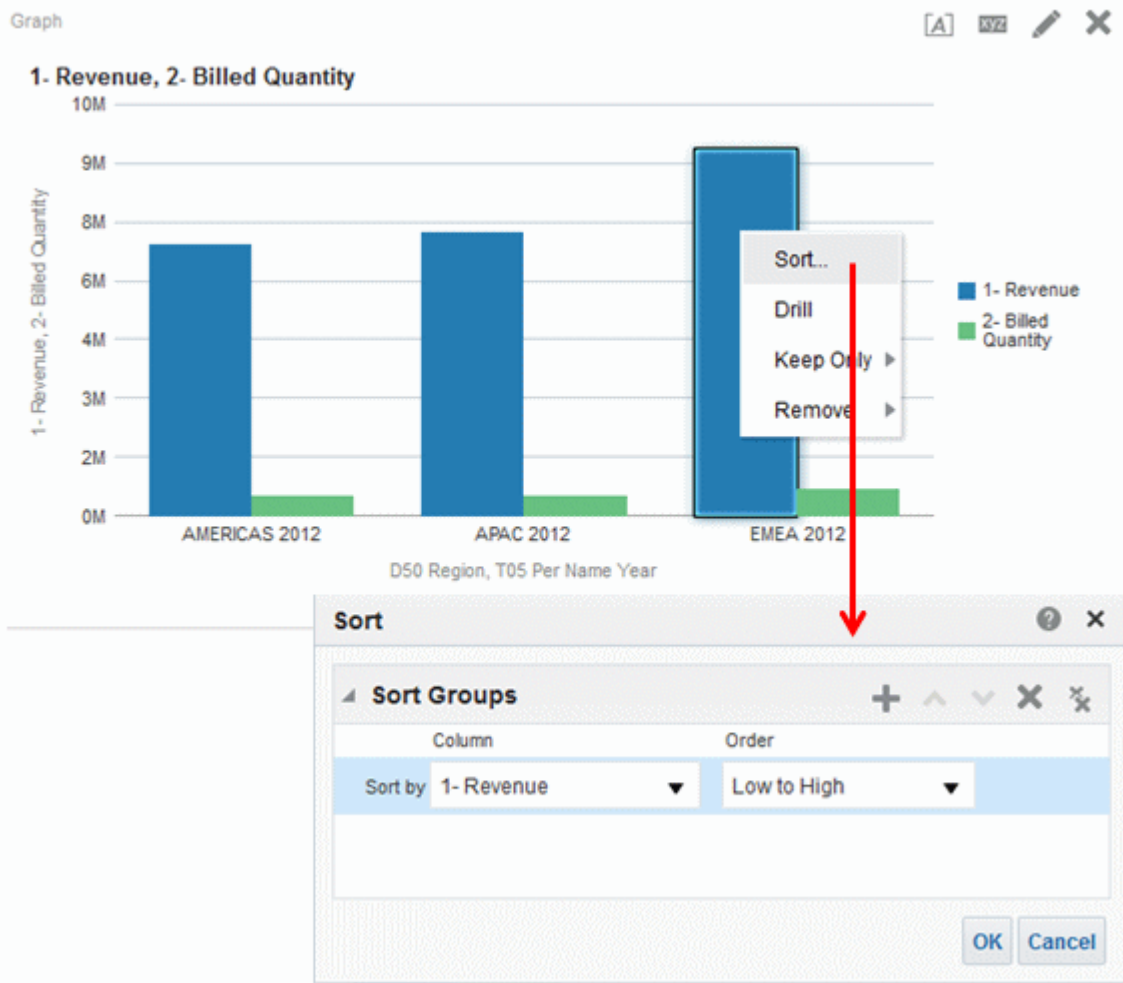 Graph
[A] xyz
1- Revenue, 2- Billed Quantity
10M
9M
8M
6M
4M
3M
2M
0M
1- Revenue, 2- Billed Quantity
Sort...
Drill
Keep Only
Remove
1- Revenue
2- Billed
Quantity
AMERICAS 2012 APAC 2012 EMEA 2012
D50 Region, T05 Per Name Year
Sort
Sort Groups
Column Order
Sort by 1- Revenue Low to High
OK Cancel